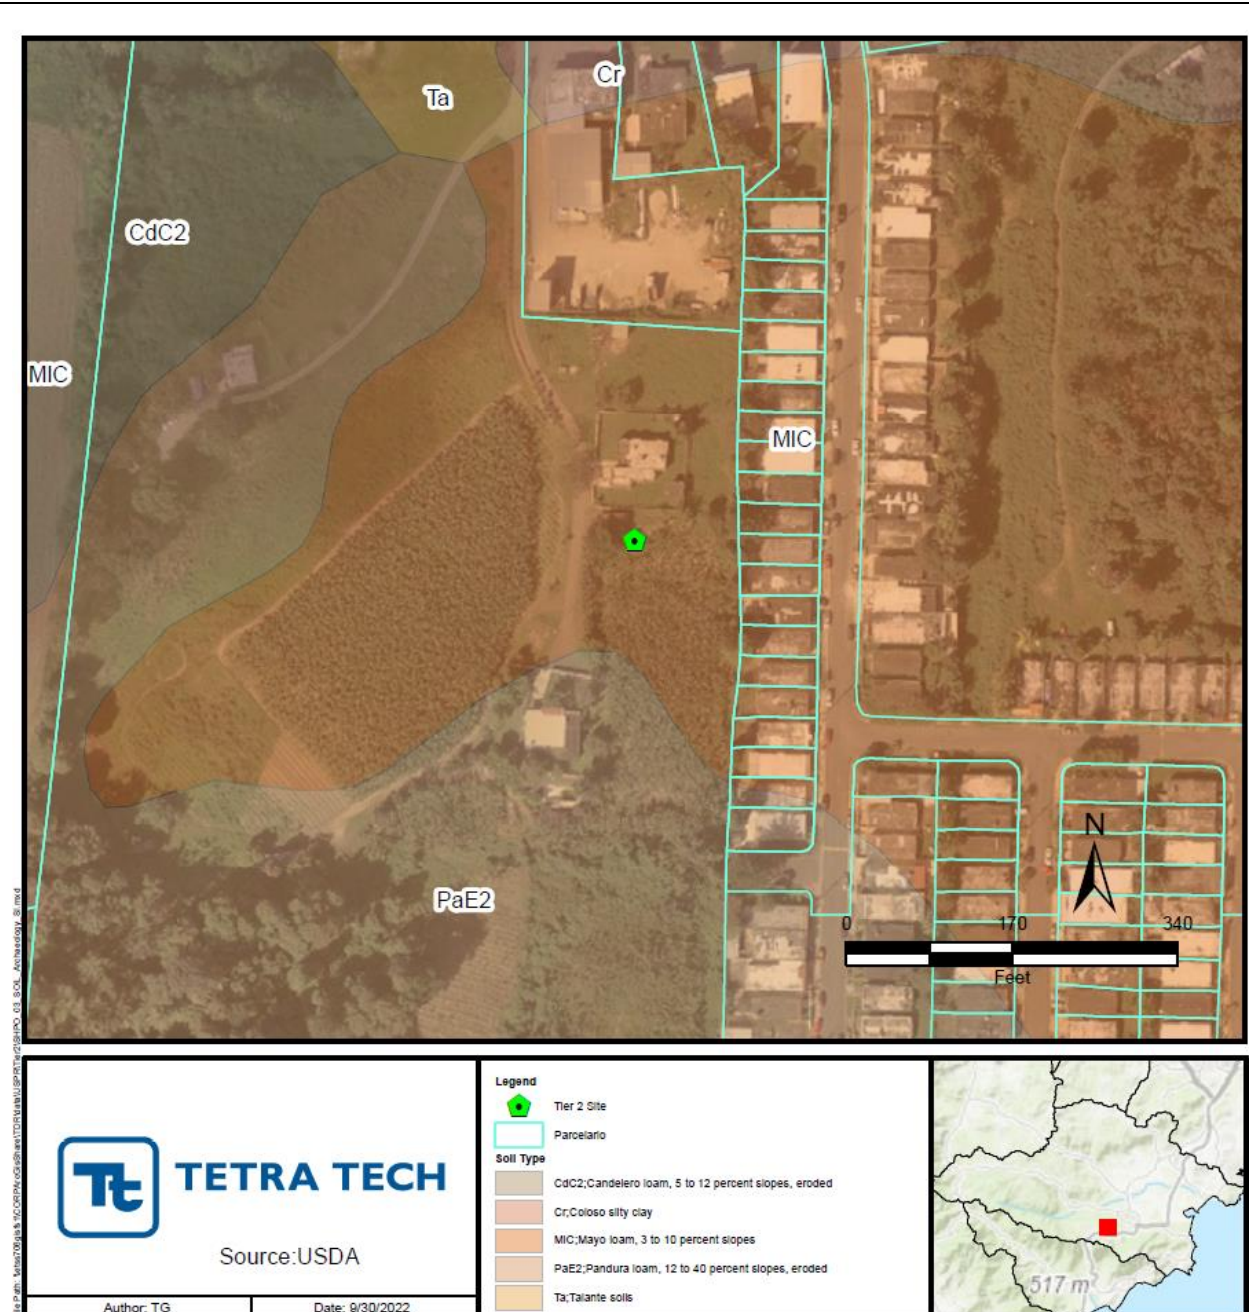 Cr
Ta
CdC2
MIC
MIC
PaE2
N
0 170 340
Feet
Tt TETRA TECH
Source:USDA
Author: TG
Date: 9/30/2022
Legend
Tier 2 Site
Parcelario
Soil Type
CdC2;Candelero loam, 5 to 12 percent slopes, eroded
Cr;Coloso silty clay
MIC;Mayo loam, 3 to 10 percent slopes
PaE2;Pandura loam, 12 to 40 percent slopes, eroded
Ta;Talante soils
517 m